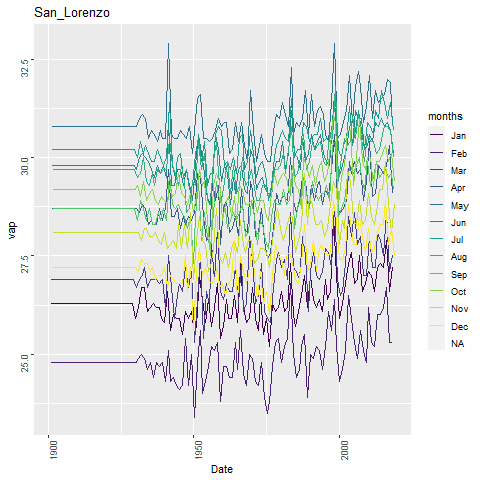 San_Lorenzo
32.5
30.0
27.5
25.0
vap
1900
1950
2000
Date
months
Jan
Feb
Mar
Apr
May
Jun
Jul
Aug
Sep
Oct
Nov
Dec
NA